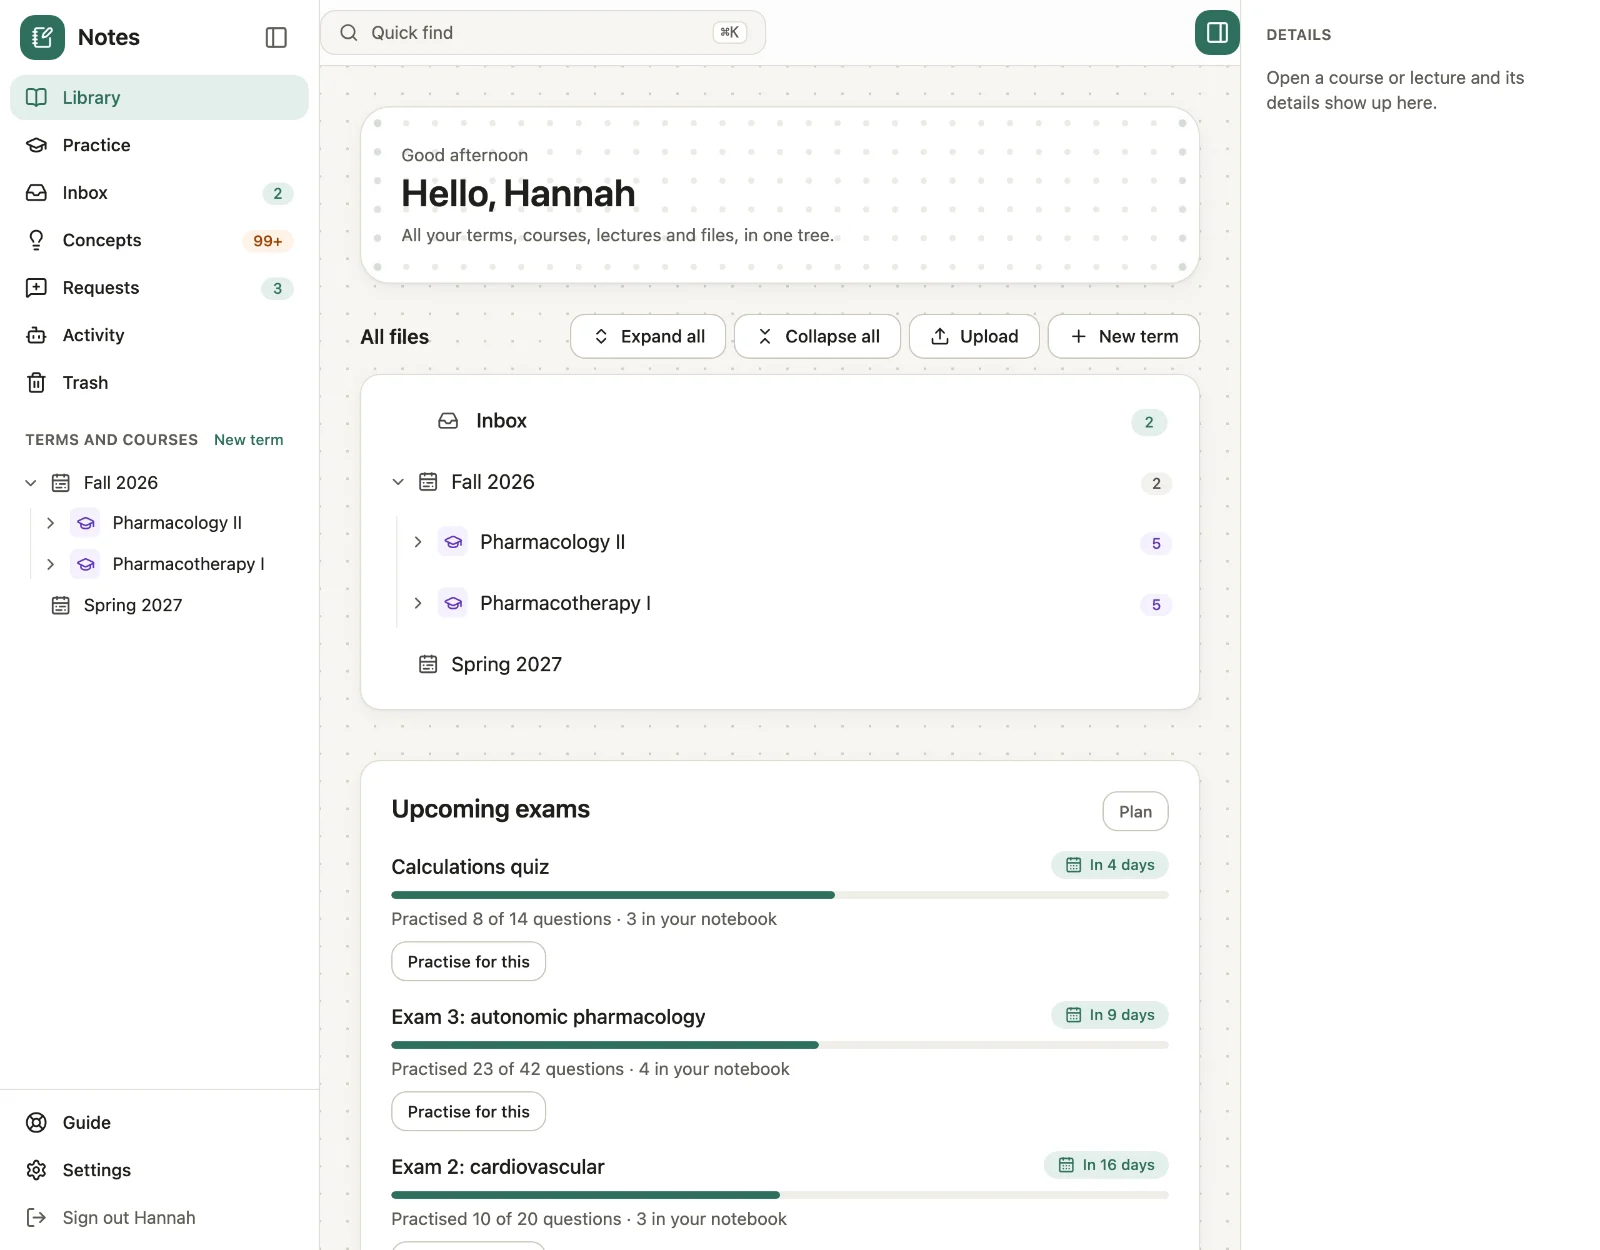 Notes
Library
Practice
Inbox 2
Concepts 99+
Requests 3
Activity
Trash
TERMS AND COURSES New term
Fall 2026
Pharmacology II
Pharmacotherapy I
Spring 2027
Guide
Settings
Sign out Hannah
Quick find ⌘K
Good afternoon
Hello, Hannah
All your terms, courses, lectures and files, in one tree.
All files Expand all Collapse all Upload New term
Inbox 2
Fall 2026 2
Pharmacology II 5
Pharmacotherapy I 5
Spring 2027
Upcoming exams Plan
Calculations quiz In 4 days
Practised 8 of 14 questions · 3 in your notebook
Practise for this
Exam 3: autonomic pharmacology In 9 days
Practised 23 of 42 questions · 4 in your notebook
Practise for this
Exam 2: cardiovascular In 16 days
Practised 10 of 20 questions · 3 in your notebook
DETAILS
Open a course or lecture and its
details show up here.